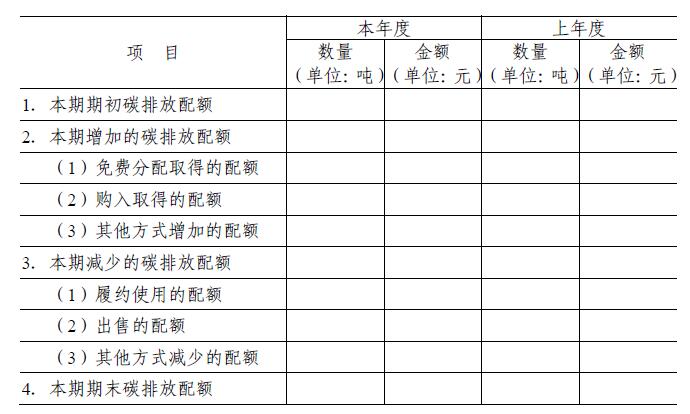 项 目 本年度 上年度
数量 金额 数量 金额
（单位：吨） （单位：元） （单位：吨） （单位：元）
1. 本期期初碳排放配额
2. 本期增加的碳排放配额
（1）免费分配取得的配额
（2）购入取得的配额
（3）其他方式增加的配额
3. 本期减少的碳排放配额
（1）履约使用的配额
（2）出售的配额
（3）其他方式减少的配额
4. 本期期末碳排放配额